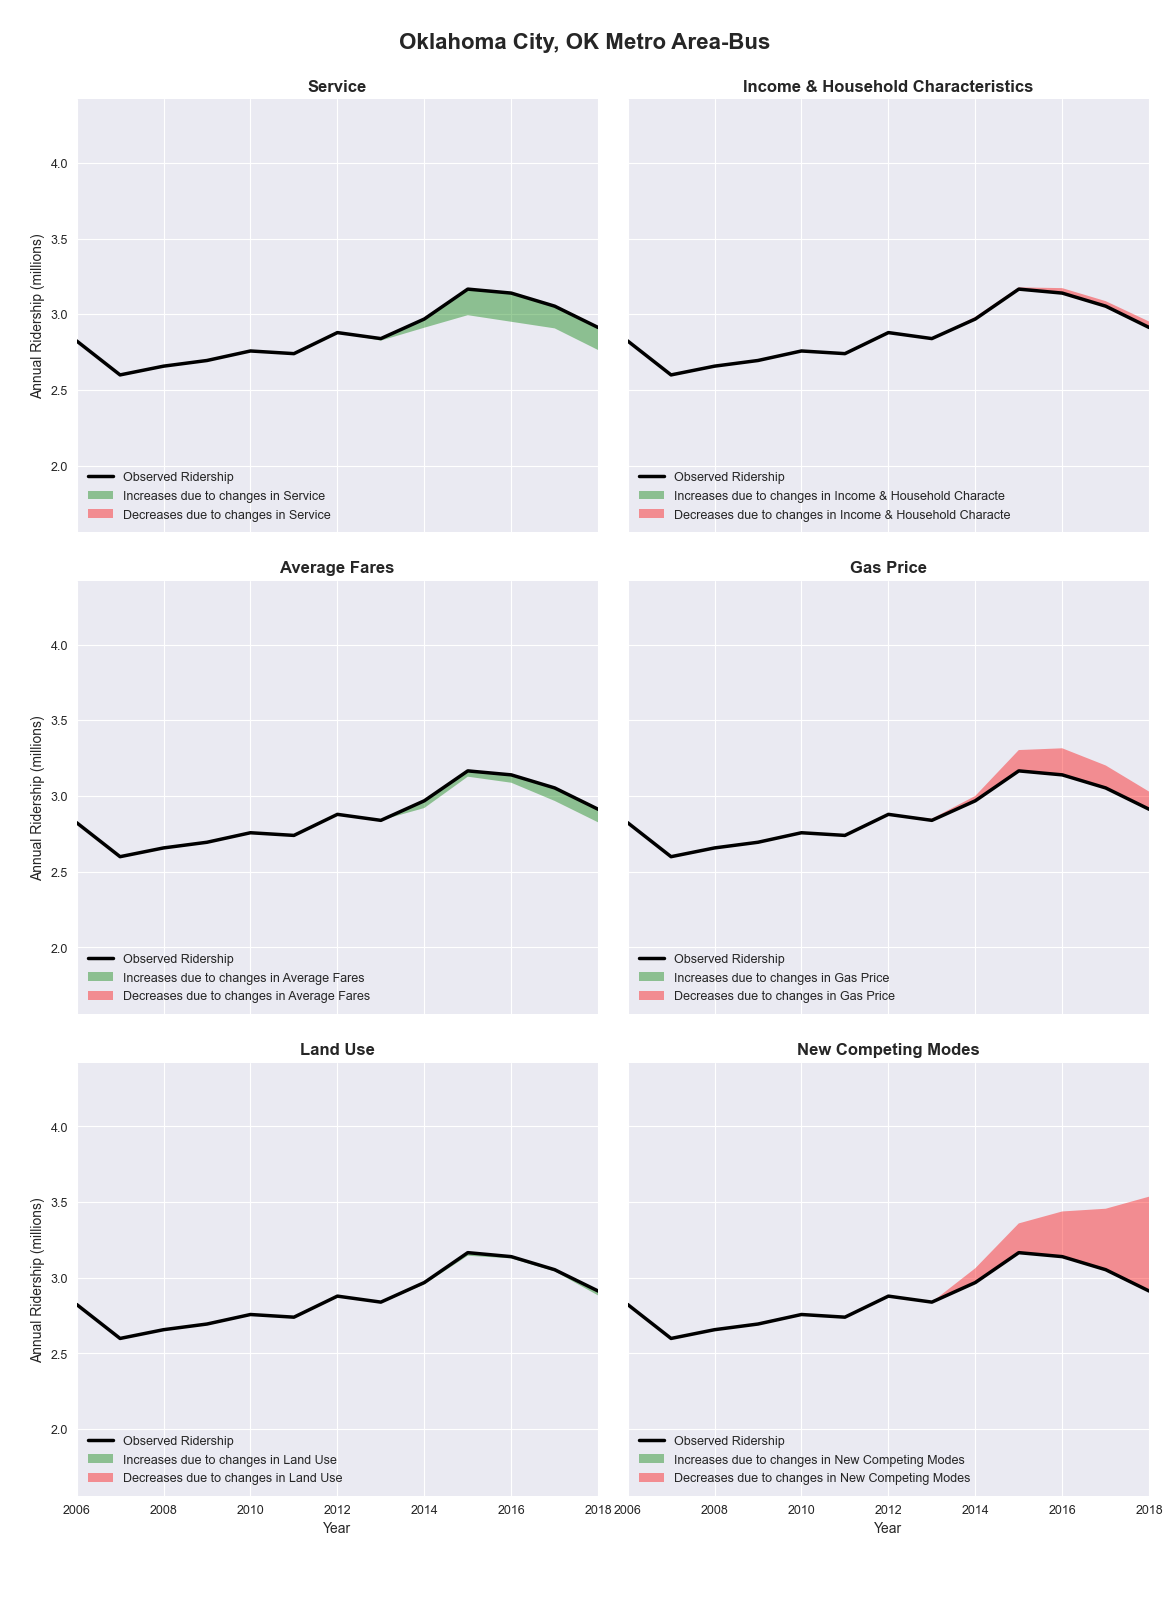 Oklahoma City, OK Metro Area-Bus
Service
Income & Household Characteristics
4.0
3.5
3.0
2.5
2.0
Annual Ridership (millions)
Observed Ridership
Increases due to changes in Service
Decreases due to changes in Service
Observed Ridership
Increases due to changes in Income & Household Characte
Decreases due to changes in Income & Household Characte
Average Fares
Gas Price
4.0
3.5
3.0
2.5
2.0
Annual Ridership (millions)
Observed Ridership
Increases due to changes in Average Fares
Decreases due to changes in Average Fares
Observed Ridership
Increases due to changes in Gas Price
Decreases due to changes in Gas Price
Land Use
New Competing Modes
4.0
3.5
3.0
2.5
2.0
Annual Ridership (millions)
Observed Ridership
Increases due to changes in Land Use
Decreases due to changes in Land Use
Observed Ridership
Increases due to changes in New Competing Modes
Decreases due to changes in New Competing Modes
2006 2008 2010 2012 2014 2016 2018
2006 2008 2010 2012 2014 2016 2018
Year
Year